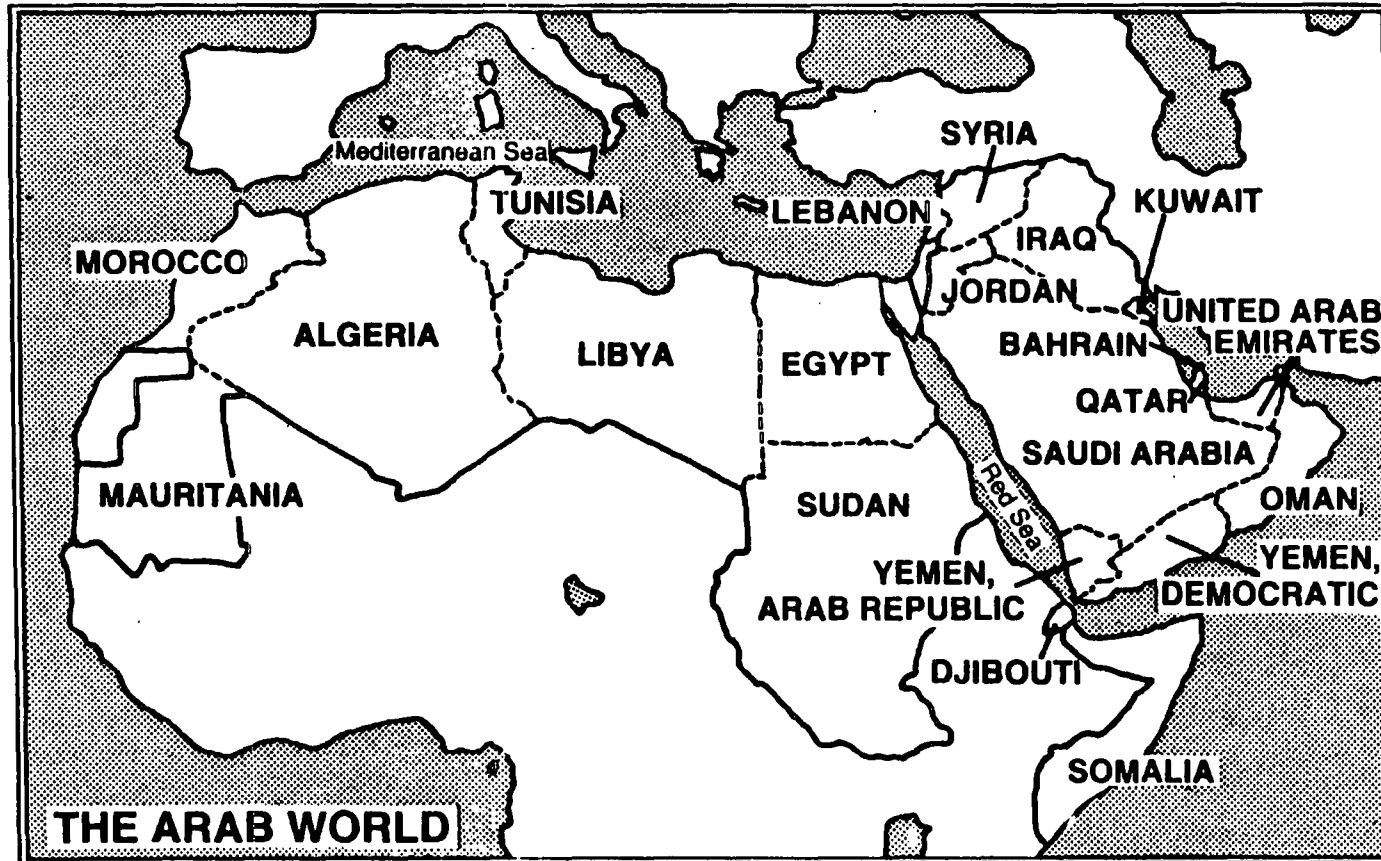 Mediterranean Sea
SYRIA
TUNISIA
LEBANON
KUWAIT
MOROCCO
IRAQ
JORDAN
ALGERIA
LIBYA
EGYPT
BAHRAIN
UNITED ARAB
EMIRATES
QATAR
SAUDI ARABIA
MAURITANIA
SUDAN
Red Sea
OMAN
YEMEN,
ARAB REPUBLIC
YEMEN,
DEMOCRATIC
DJIBOUTI
SOMALIA
THE ARAB WORLD